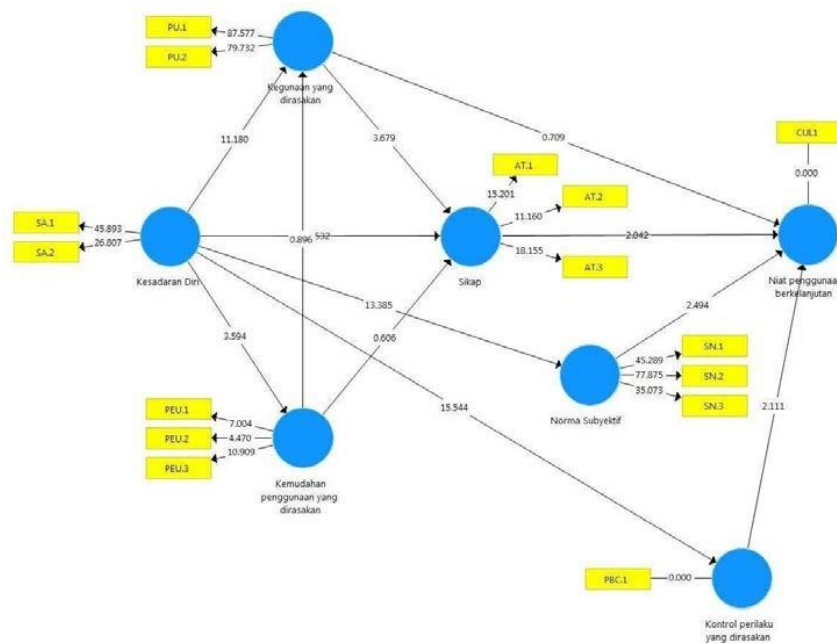 PU.1
87.577
PU.2
79.732
Kegunaan yang
dirasakan
11.180
3.679
0.709
CUI.1
0.000
AT.1
15.201
AT.2
11.160
AT.3
18.155
SA.1
45.893
SA.2
26.807
Kesadaran Diri
0.896
532
Sikap
2.042
Niat penggunaan
berkelanjutan
13.385
3.594
0.606
2.494
SN.1
45.289
SN.2
77.875
SN.3
35.073
Norma Subyektif
PEU.1
7.004
PEU.2
4.470
PEU.3
10.909
Kemudahan
penggunaan yang
dirasakan
15.544
2.111
PBC.1
0.000
Kontrol perilaku
yang dirasakan